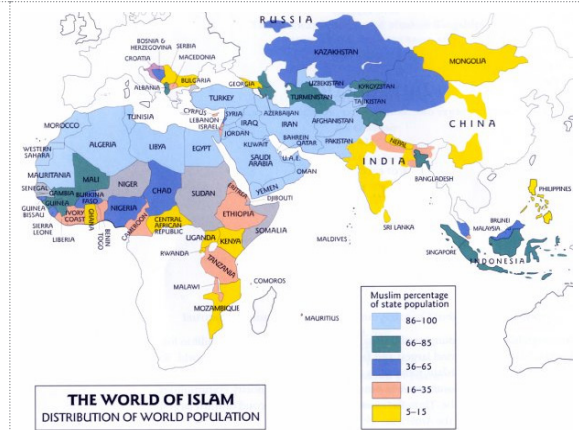 RUSSIA
BOSNIA &
HERZEGOVINA
SERBIA
CROATIA
MACEDONIA
BULGARIA
ALBANIA
GEORGIA
KAZAKHSTAN
MONGOLIA
UZBEKISTAN
KYRGYZSTAN
TURKMENISTAN
TAJIKISTAN
TURKEY
CYPRUS
LEBANON
ISRAEL
SYRIA
AZERBAIJAN
IRAQ
IRAN
AFGHANISTAN
JORDAN
KUWAIT
BAHREIN
QATAR
PAKISTAN
CHINA
TUNISIA
MOROCCO
ALGERIA
LIBYA
EGYPT
SAUDI
ARABIA
U.A.E.
OMAN
NEPAL
INDIA
WESTERN
SAHARA
MAURITANIA
MALI
NIGER
CHAD
SUDAN
ERITREA
YEMEN
DJIBOUTI
BANGLADESH
PHILIPPINES
SENEGAL
GAMBIA
GUINEA
BURKINA
FASO
GUINEA
BISSAU
IVORY
COAST
GHANA
NIGERIA
CENTRAL
AFRICAN
REPUBLIC
ETHIOPIA
SOMALIA
SIERRA
LEONE
LIBERIA
TOGO
BENIN
CAMEROON
UGANDA
KENYA
MALDIVES
SRI LANKA
BRUNEI
MALAYSIA
RWANDA
TANZANIA
SINGAPORE
INDONESIA
MALAWI
COMOROS
MOZAMBIQUE
MAURITIUS
Muslim percentage
of state population
86–100
66–85
36–65
16–35
5–15
THE WORLD OF ISLAM
DISTRIBUTION OF WORLD POPULATION